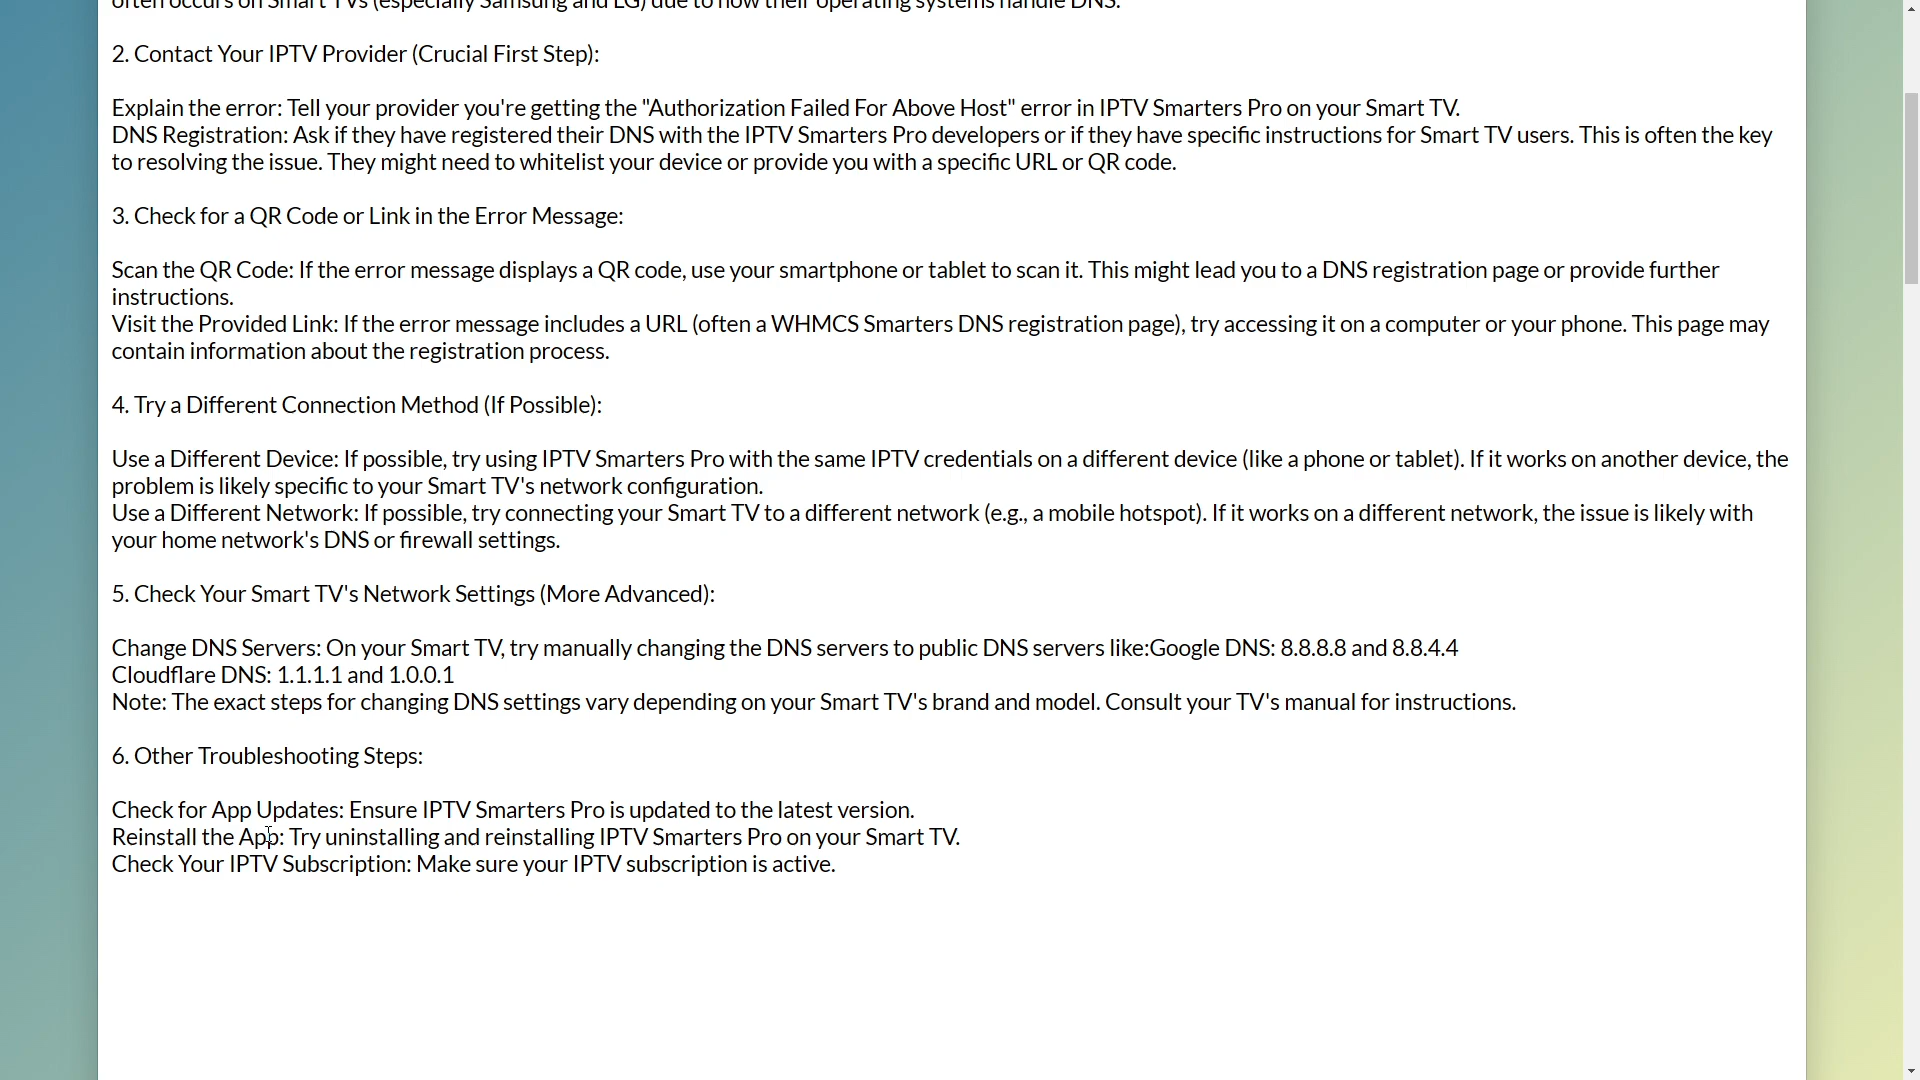 often occurs on Smart TVs (especially Samsung and LG) due to how their operating systems handle DNS.
2. Contact Your IPTV Provider (Crucial First Step):
Explain the error: Tell your provider you're getting the "Authorization Failed For Above Host" error in IPTV Smarters Pro on your Smart TV.
DNS Registration: Ask if they have registered their DNS with the IPTV Smarters Pro developers or if they have specific instructions for Smart TV users. This is often the key
to resolving the issue. They might need to whitelist your device or provide you with a specific URL or QR code.
3. Check for a QR Code or Link in the Error Message:
Scan the QR Code: If the error message displays a QR code, use your smartphone or tablet to scan it. This might lead you to a DNS registration page or provide further
instructions.
Visit the Provided Link: If the error message includes a URL (often a WHMCS Smarters DNS registration page), try accessing it on a computer or your phone. This page may
contain information about the registration process.
4. Try a Different Connection Method (If Possible):
Use a Different Device: If possible, try using IPTV Smarters Pro with the same IPTV credentials on a different device (like a phone or tablet). If it works on another device, the
problem is likely specific to your Smart TV's network configuration.
Use a Different Network: If possible, try connecting your Smart TV to a different network (e.g., a mobile hotspot). If it works on a different network, the issue is likely with
your home network's DNS or firewall settings.
5. Check Your Smart TV's Network Settings (More Advanced):
Change DNS Servers: On your Smart TV, try manually changing the DNS servers to public DNS servers like:Google DNS: 8.8.8.8 and 8.8.4.4
Cloudflare DNS: 1.1.1.1 and 1.0.0.1
Note: The exact steps for changing DNS settings vary depending on your Smart TV's brand and model. Consult your TV's manual for instructions.
6. Other Troubleshooting Steps:
Check for App Updates: Ensure IPTV Smarters Pro is updated to the latest version.
Reinstall the App: Try uninstalling and reinstalling IPTV Smarters Pro on your Smart TV.
Check Your IPTV Subscription: Make sure your IPTV subscription is active.